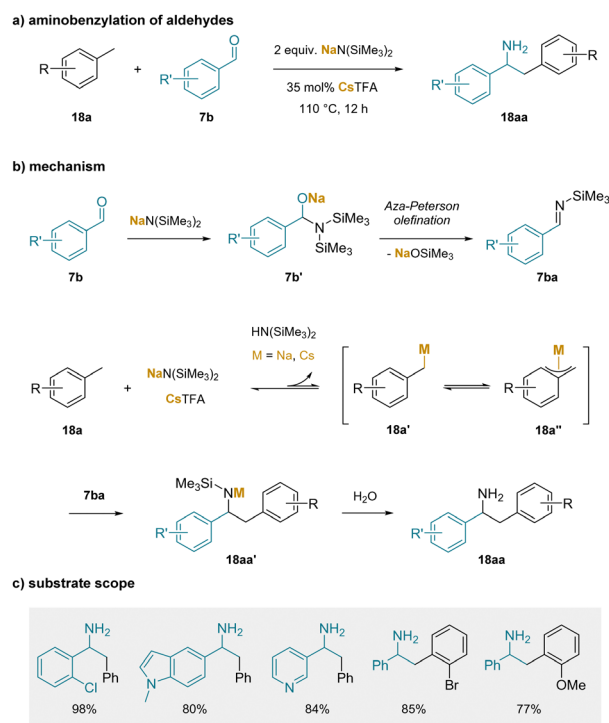 a) aminobenzylation of aldehydes
R
18a
+
R'
O
7b
2 equiv. NaN(SiMe3)2
35 mol% CsTFA
110 °C, 12 h
NH2
R'
R
18aa
b) mechanism
R'
O
7b
NaN(SiMe3)2
ONa
R'
N
SiMe3
SiMe3
7b'
Aza-Peterson
olefination
- NaOSiMe3
R'
N
SiMe3
7ba
R
18a
+
NaN(SiMe3)2
CsTFA
HN(SiMe3)2
M = Na, Cs
M
R
18a'
M
R
18a''
7ba
Me3Si
NM
R'
R
18aa'
H2O
NH2
R'
R
18aa
c) substrate scope
NH2
Cl
Ph
98%
NH2
N
Ph
80%
NH2
N
Ph
84%
NH2
Ph
Br
85%
NH2
Ph
OMe
77%